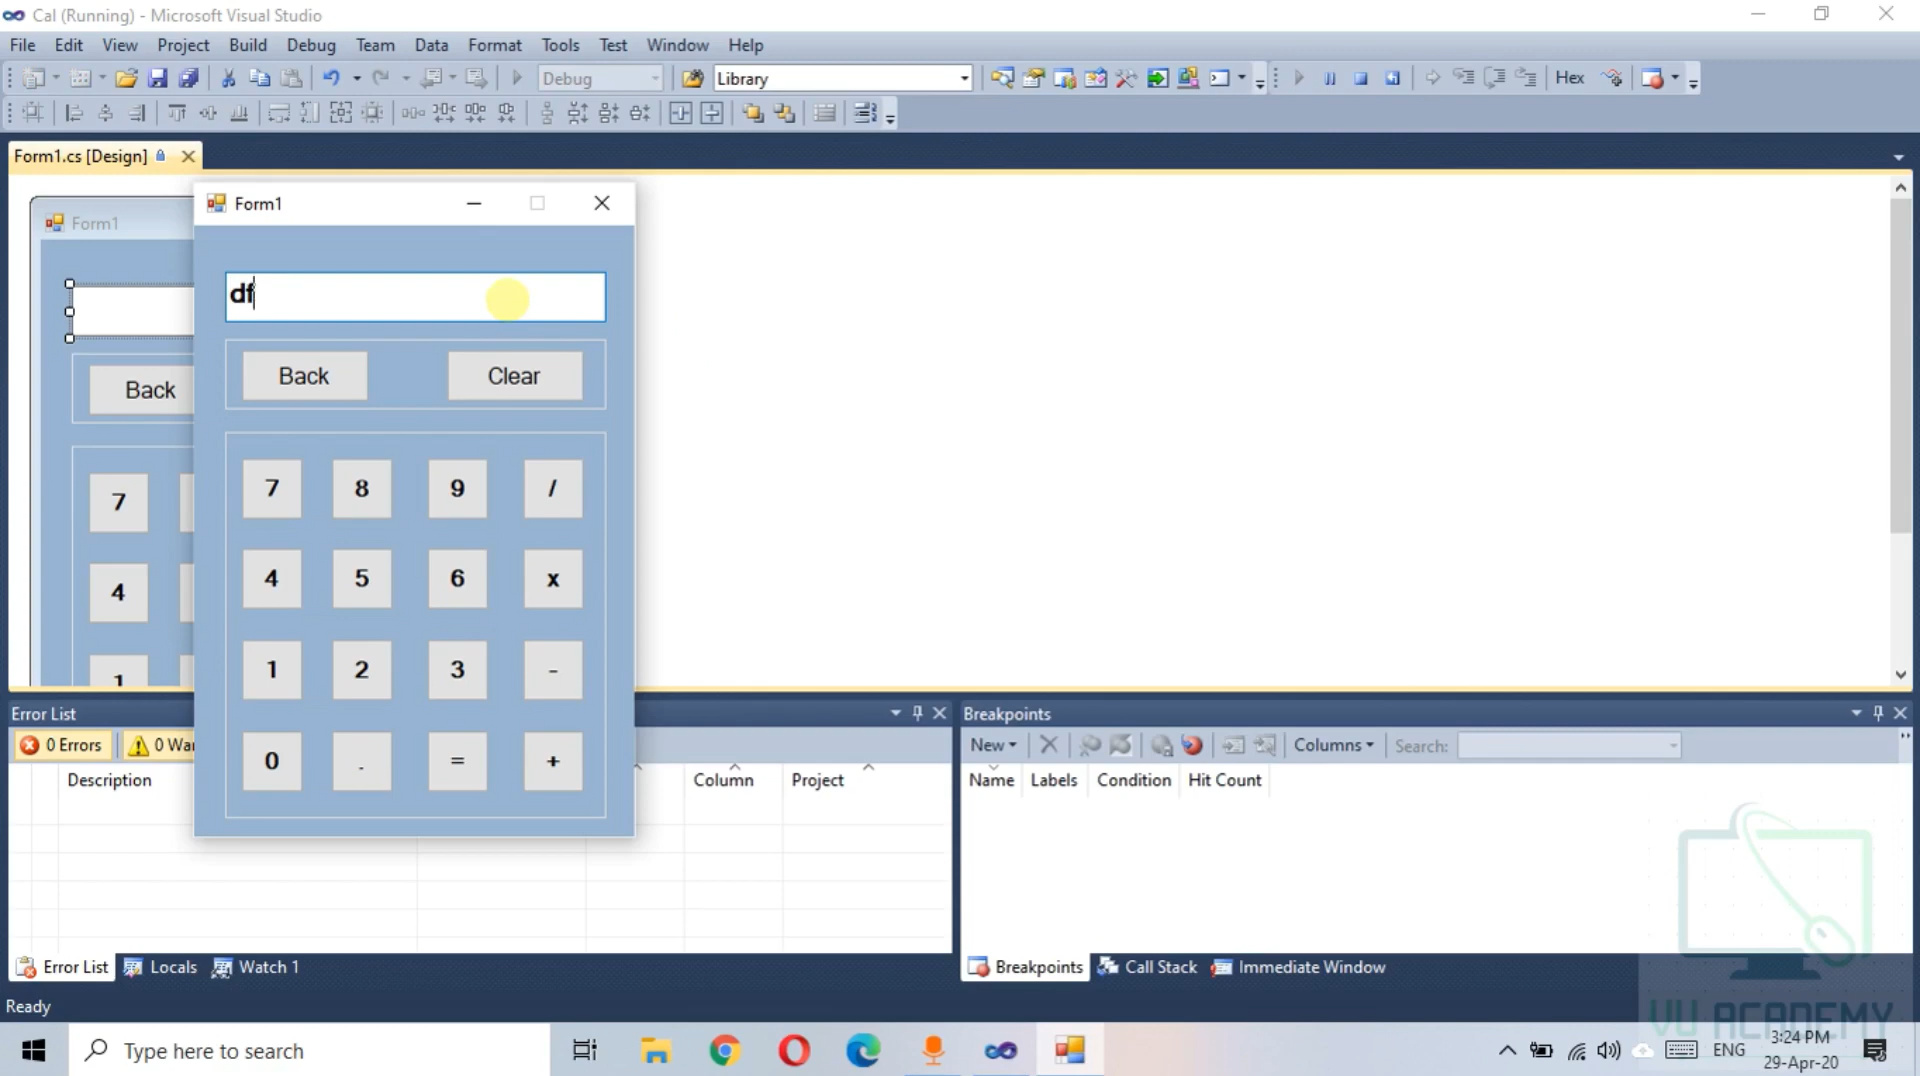 Cal (Running) - Microsoft Visual Studio
File Edit View Project Build Debug Team Data Format Tools Test Window Help
Debug Library Hex
Form1.cs [Design]
Form1
Form1
df
Back
Back Clear
7
7 8 9 /
4
4 5 6 x
1
1 2 3 -
0 . = +
Error List
Breakpoints
0 Errors 0 Wa
New Columns Search:
Description Column Project
Name Labels Condition Hit Count
Error List Locals Watch 1
Breakpoints Call Stack Immediate Window
Ready
VU ACADEMY
Type here to search
ENG
3:24 PM
29-Apr-20